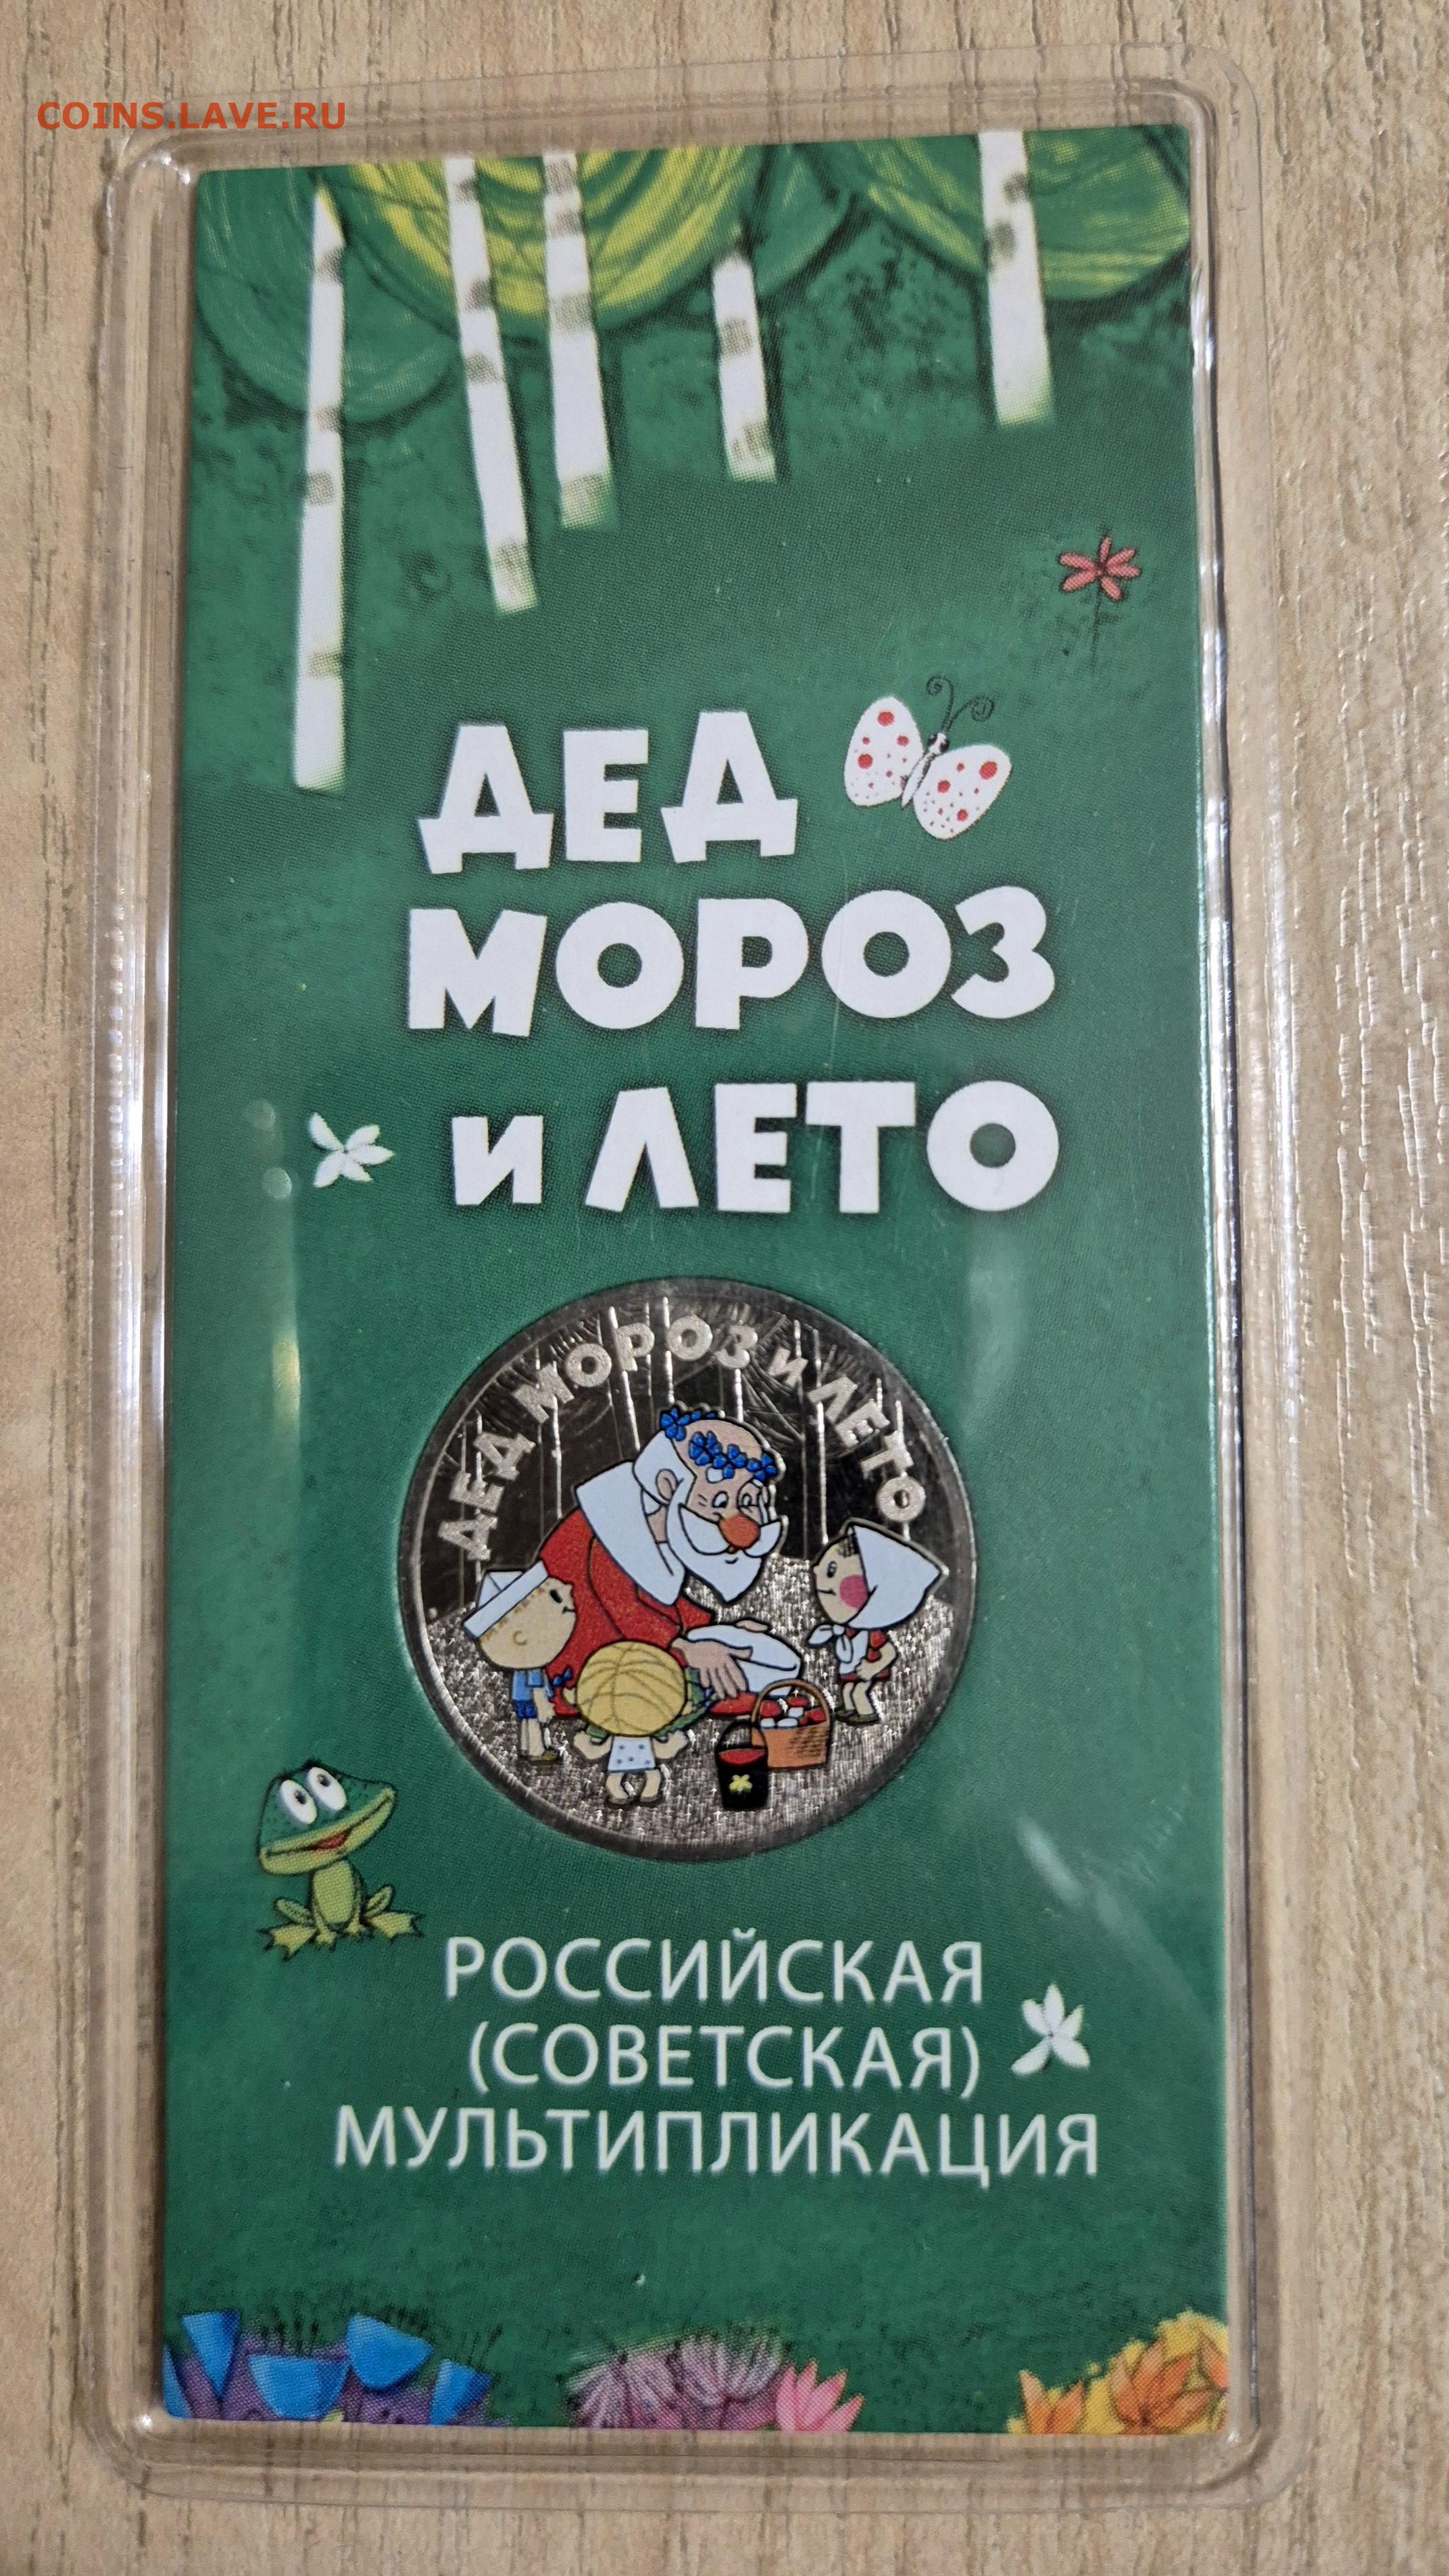 COINS.LAVE.RU
ДЕД
МОРОЗ
и ЛЕТО
ДЕД МОРОЗ и ЛЕТО
РОССИЙСКАЯ
(СОВЕТСКАЯ)
МУЛЬТИПЛИКАЦИЯ